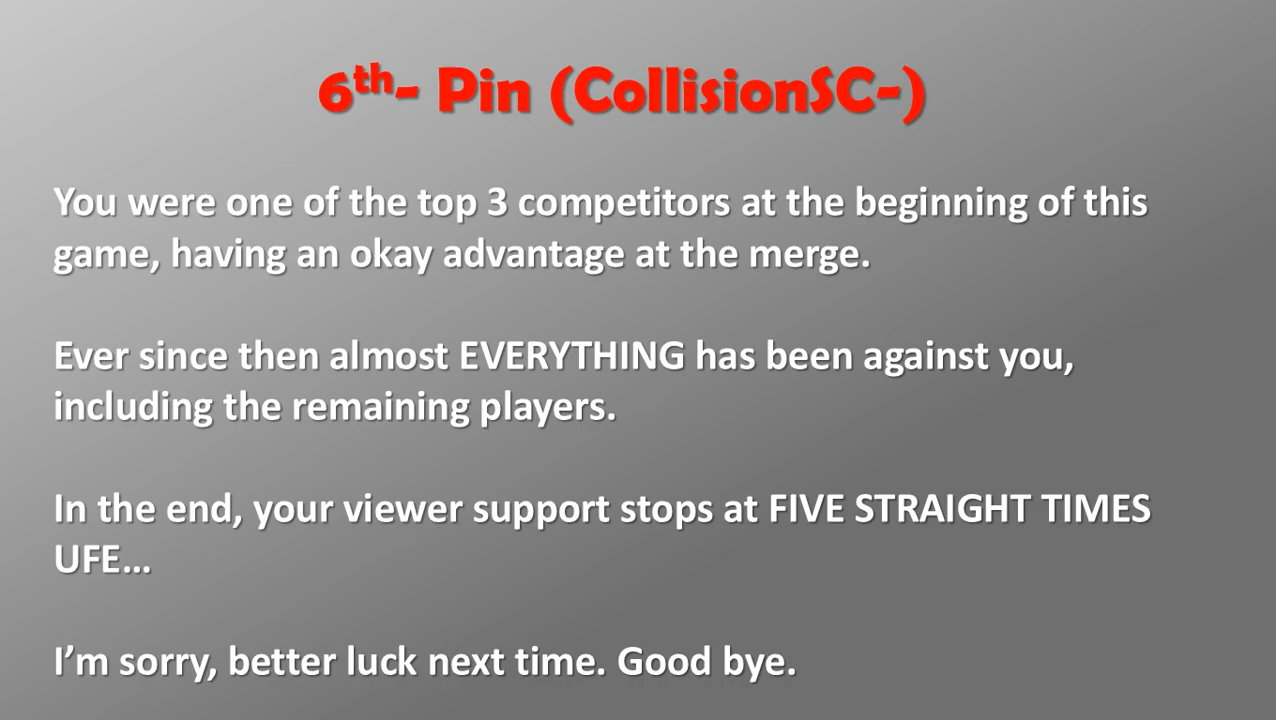 6th- Pin (CollisionSC-)
You were one of the top 3 competitors at the beginning of this
game, having an okay advantage at the merge.
Ever since then almost EVERYTHING has been against you,
including the remaining players.
In the end, your viewer support stops at FIVE STRAIGHT TIMES
UFE…
I’m sorry, better luck next time. Good bye.